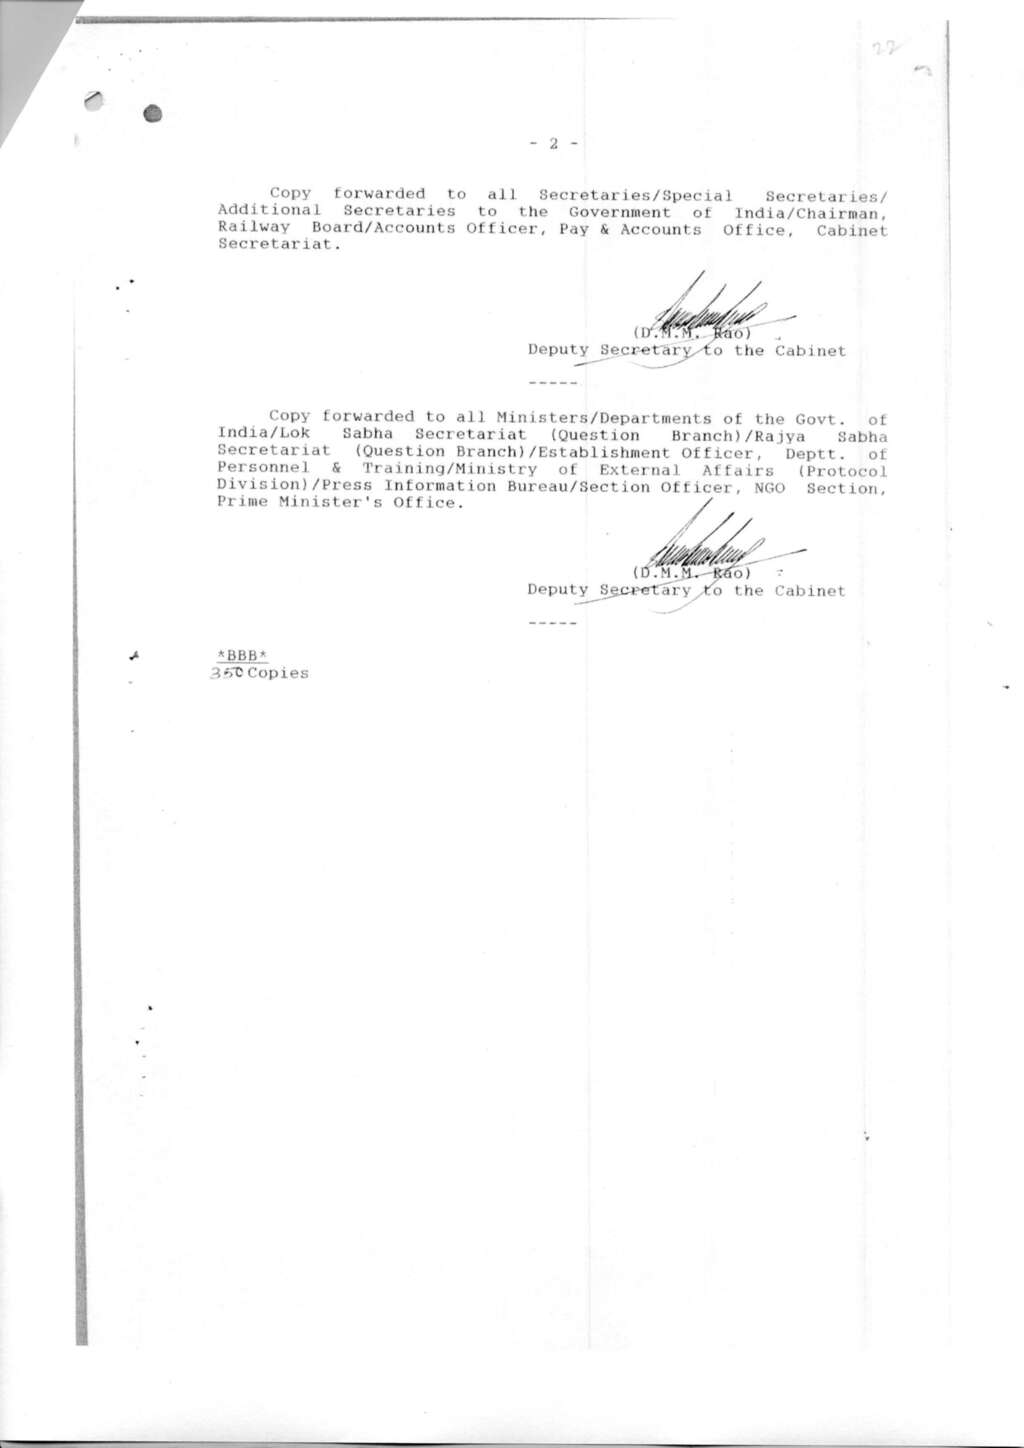 22
- 2 -
Copy forwarded to all Secretaries/Special Secretaries/
Additional Secretaries to the Government of India/Chairman,
Railway Board/Accounts Officer, Pay & Accounts Office, Cabinet
Secretariat.
(D.M.M. Rao)
Deputy Secretary to the Cabinet
-----
Copy forwarded to all Ministers/Departments of the Govt. of
India/Lok Sabha Secretariat (Question Branch)/Rajya Sabha
Secretariat (Question Branch)/Establishment Officer, Deptt. of
Personnel & Training/Ministry of External Affairs (Protocol
Division)/Press Information Bureau/Section Officer, NGO Section,
Prime Minister's Office.
(D.M.M. Rao)
Deputy Secretary to the Cabinet
-----
*BBB*
350 Copies